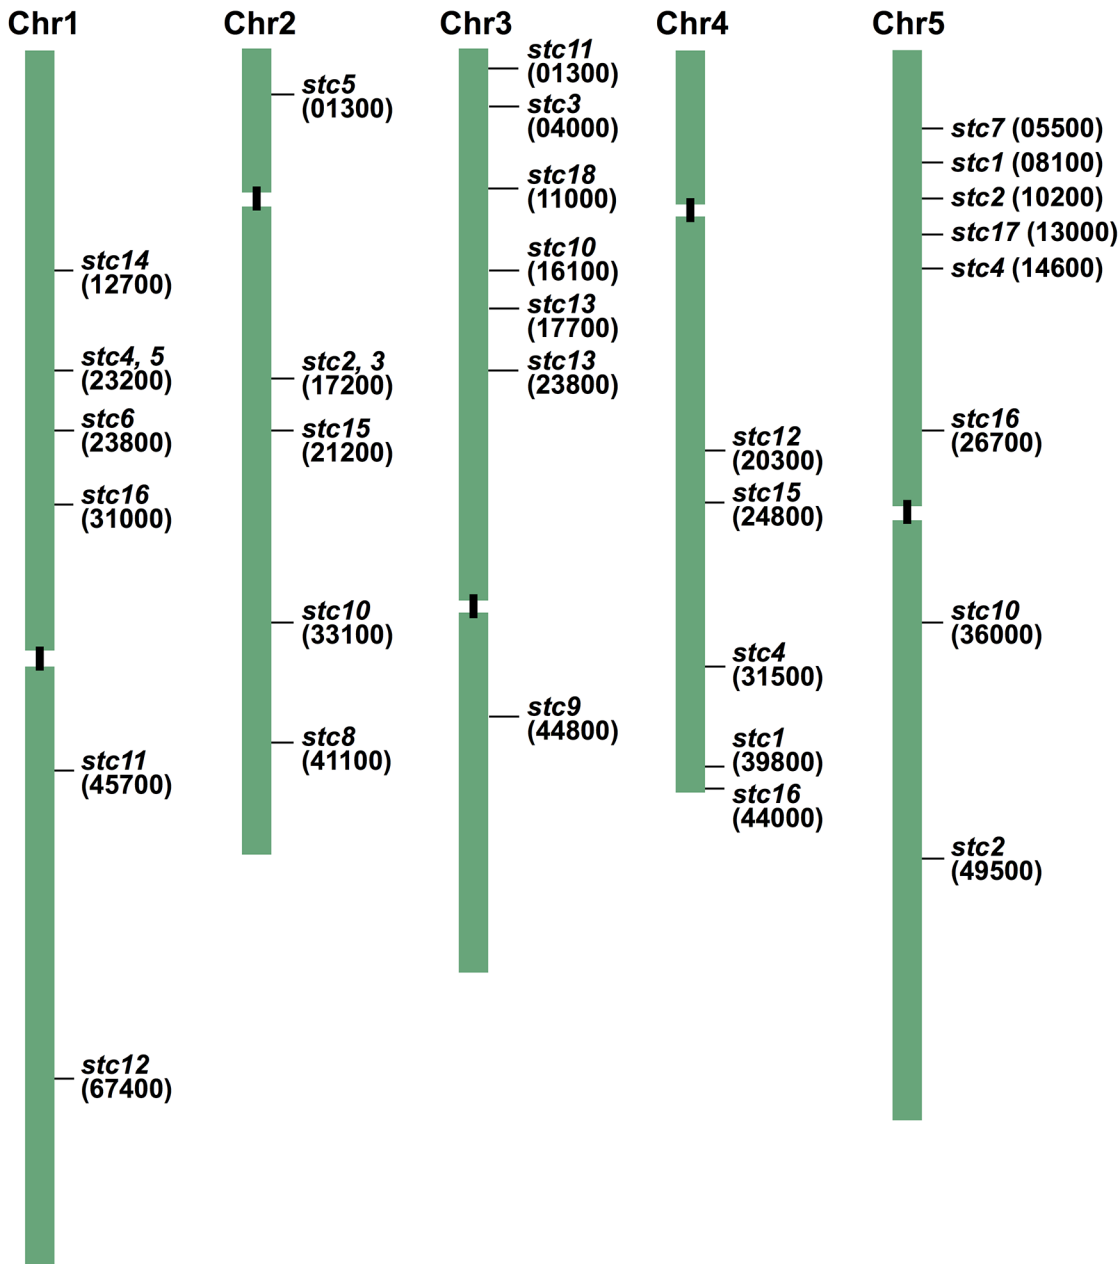 Chr1
stc14
(12700)
stc4, 5
(23200)
stc6
(23800)
stc16
(31000)
stc11
(45700)
stc12
(67400)
Chr2
stc5
(01300)
stc2, 3
(17200)
stc15
(21200)
stc10
(33100)
stc8
(41100)
Chr3
stc11
(01300)
stc3
(04000)
stc18
(11000)
stc10
(16100)
stc13
(17700)
stc13
(23800)
stc9
(44800)
Chr4
stc12
(20300)
stc15
(24800)
stc4
(31500)
stc1
(39800)
stc16
(44000)
Chr5
stc7 (05500)
stc1 (08100)
stc2 (10200)
stc17 (13000)
stc4 (14600)
stc16
(26700)
stc10
(36000)
stc2
(49500)